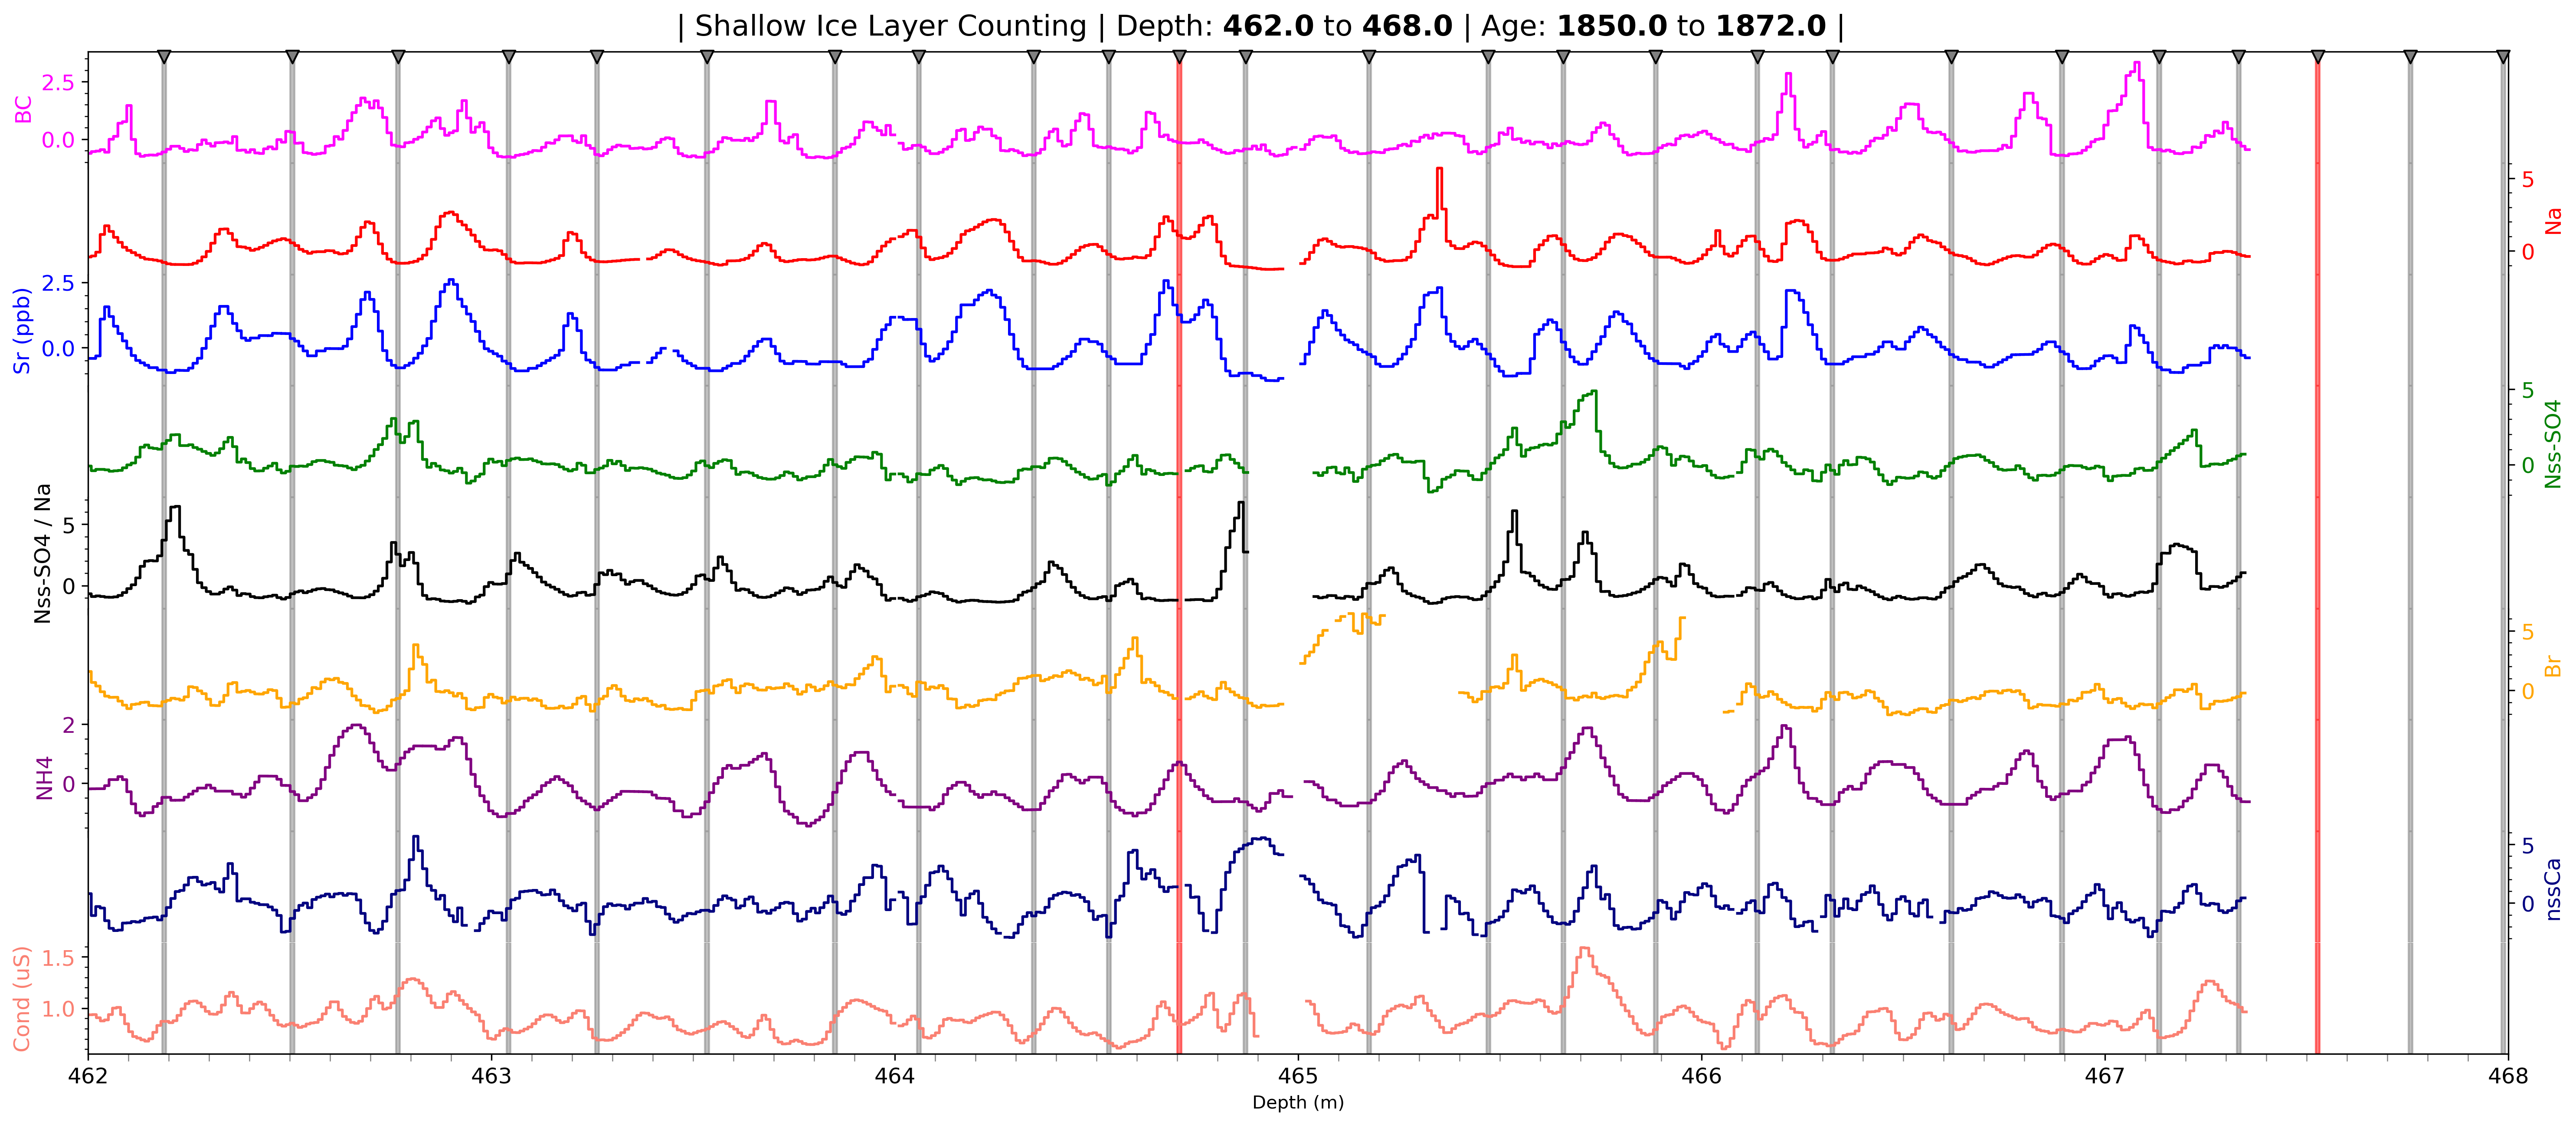 | Shallow Ice Layer Counting | Depth: 462.0 to 468.0 | Age: 1850.0 to 1872.0 |
BC
2.5
0.0
5
0
Na
Sr (ppb)
2.5
0.0
5
0
Nss-SO4
Nss-SO4 / Na
5
0
5
0
Br
NH4
2
0
5
0
nssCa
Cond (uS)
1.5
1.0
462 463 464 465 466 467 468
Depth (m)